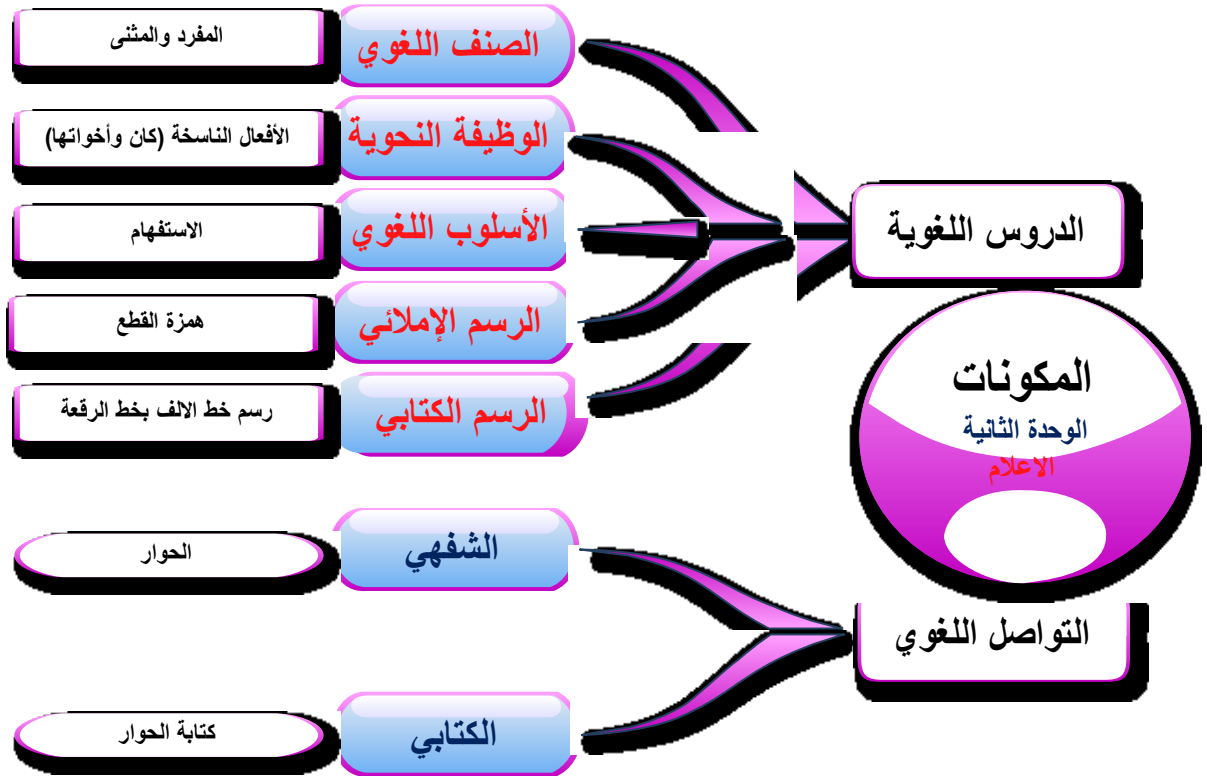 المكونات
الوحدة الثانية
الاعلام
الدروس اللغوية
الصنف اللغوي
المفرد والمثنى
الوظيفة النحوية
الأفعال الناسخة (كان وأخواتها)
الأسلوب اللغوي
الاستفهام
الرسم الإملائي
همزة القطع
الرسم الكتابي
رسم خط الالف بخط الرقعة
التواصل اللغوي
الشفهي
الحوار
الكتابي
كتابة الحوار